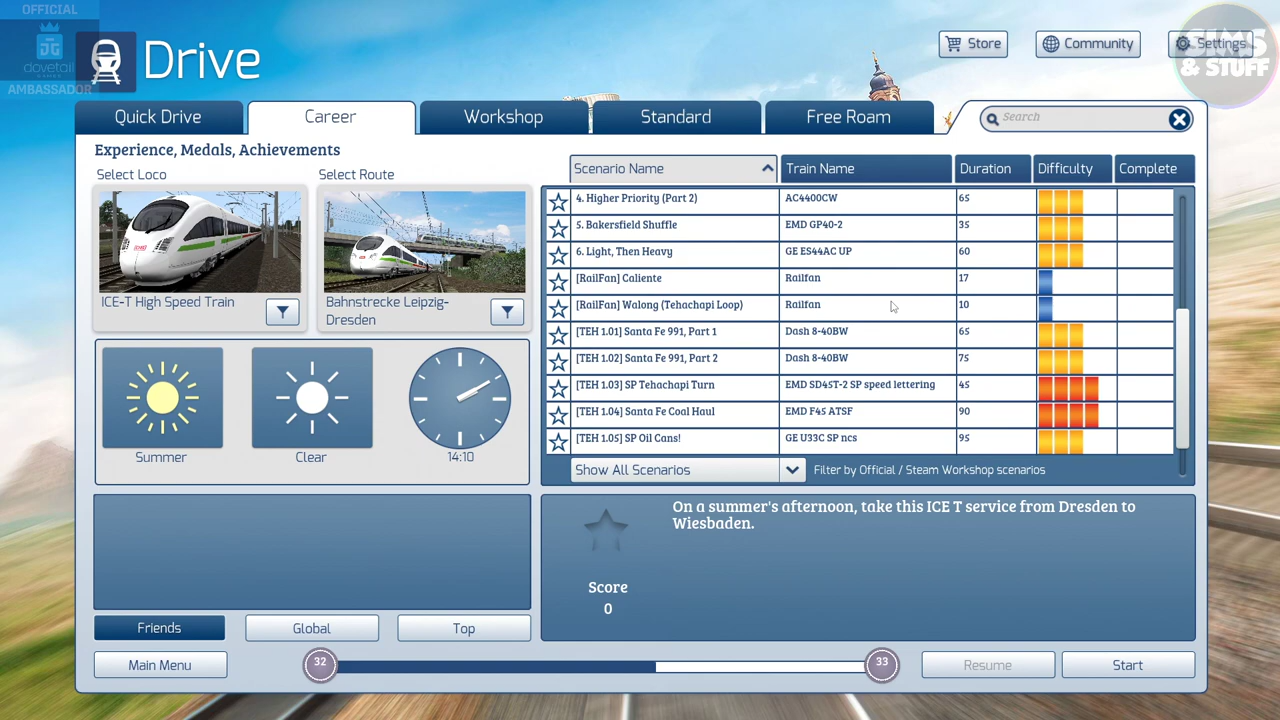 OFFICIAL
dovetail
GAMES
AMBASSADOR
Drive
Store
Community
Settings
SIMS
& STUFF
Quick Drive
Career
Workshop
Standard
Free Roam
Search
Experience, Medals, Achievements
Select Loco
Select Route
ICE-T High Speed Train
Bahnstrecke Leipzig-
Dresden
Summer
Clear
14:10
Scenario Name
Train Name
Duration
Difficulty
Complete
4. Higher Priority (Part 2) AC4400CW 65
5. Bakersfield Shuffle EMD GP40-2 35
6. Light, Then Heavy GE ES44AC UP 60
[RailFan] Caliente Railfan 17
[RailFan] Walong (Tehachapi Loop) Railfan 10
[TEH 1.01] Santa Fe 991, Part 1 Dash 8-40BW 65
[TEH 1.02] Santa Fe 991, Part 2 Dash 8-40BW 75
[TEH 1.03] SP Tehachapi Turn EMD SD45T-2 SP speed lettering 45
[TEH 1.04] Santa Fe Coal Haul EMD F45 ATSF 90
[TEH 1.05] SP Oil Cans! GE U33C SP ncs 95
Show All Scenarios
Filter by Official / Steam Workshop scenarios
On a summer's afternoon, take this ICE T service from Dresden to
Wiesbaden.
Score
0
Friends
Global
Top
Main Menu
32
33
Resume
Start